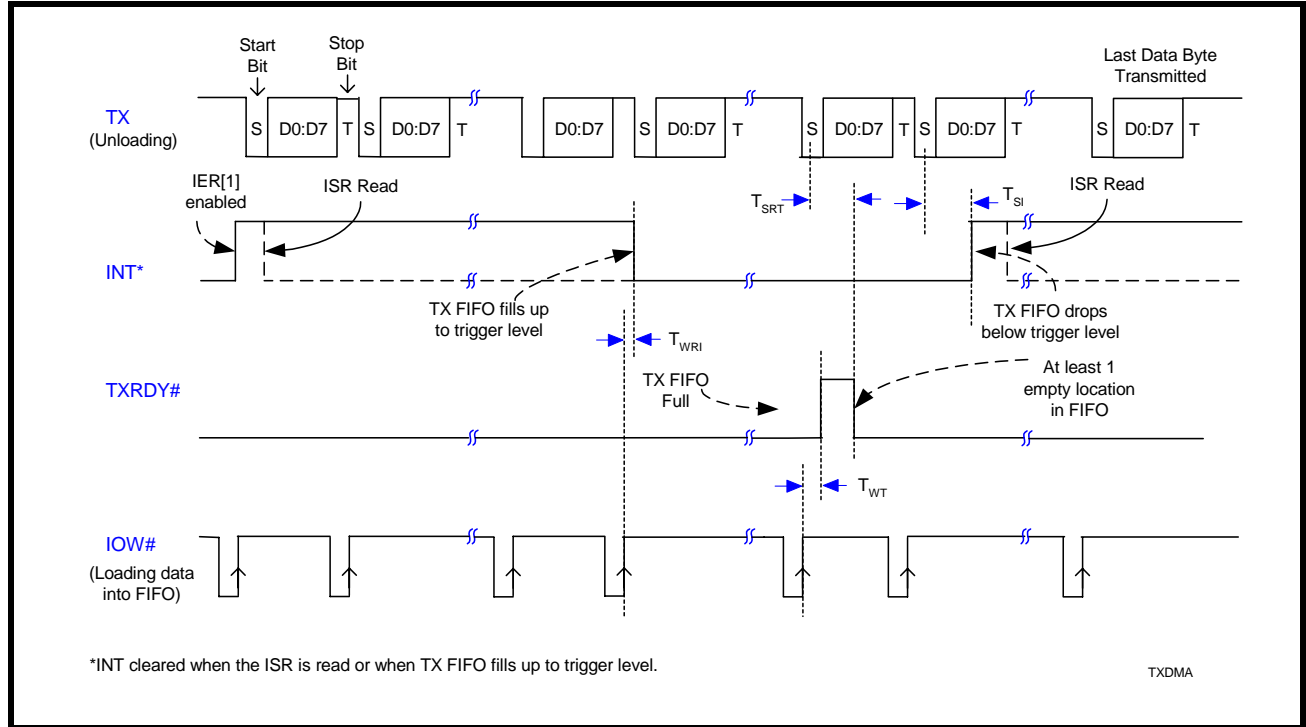 Start
Bit
Stop
Bit
Last Data Byte
Transmitted
TX
(Unloading)
S D0:D7 T S D0:D7 T D0:D7 S D0:D7 T S D0:D7 T S D0:D7 T S D0:D7 T
IER[1]
enabled
ISR Read
TSRT
TSI
ISR Read
INT*
TX FIFO fills up
to trigger level
TX FIFO drops
below trigger level
TWRI
TXRDY#
TX FIFO
Full
At least 1
empty location
in FIFO
TWT
IOW#
(Loading data
into FIFO)
*INT cleared when the ISR is read or when TX FIFO fills up to trigger level.
TXDMA